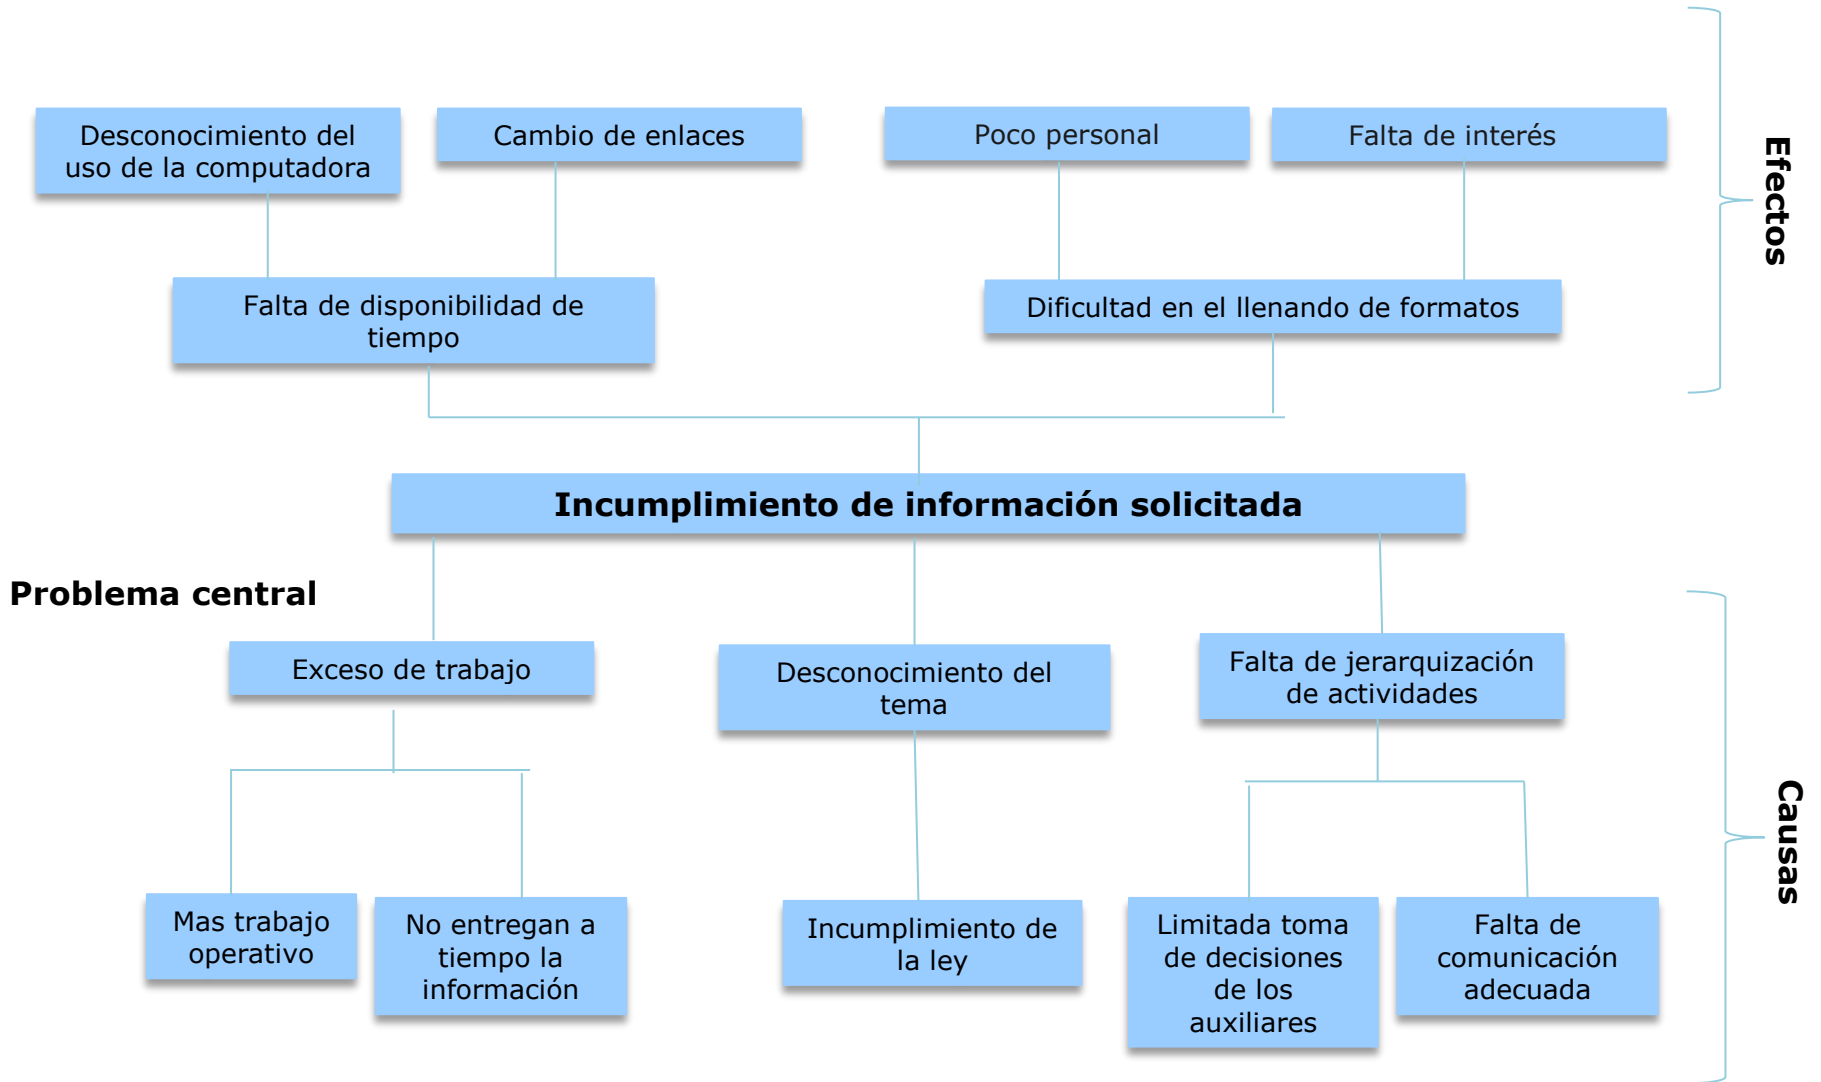 Desconocimiento del
uso de la computadora
Cambio de enlaces
Poco personal
Falta de interés
Efectos
Falta de disponibilidad de
tiempo
Dificultad en el llenando de formatos
Incumplimiento de información solicitada
Problema central
Exceso de trabajo
Desconocimiento del
tema
Falta de jerarquización
de actividades
Causas
Mas trabajo
operativo
No entregan a
tiempo la
información
Incumplimiento de
la ley
Limitada toma
de decisiones
de los
auxiliares
Falta de
comunicación
adecuada